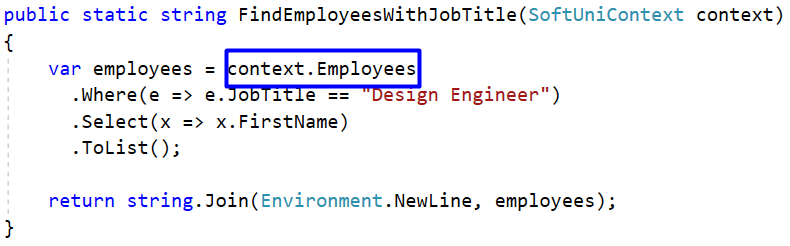 public static string FindEmployeesWithJobTitle(SoftUniContext context)
{
    var employees = context.Employees
      .Where(e => e.JobTitle == "Design Engineer")
      .Select(x => x.FirstName)
      .ToList();

    return string.Join(Environment.NewLine, employees);
}